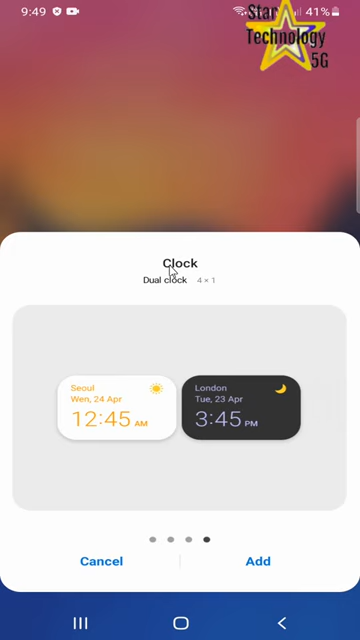 9:49
41%
Star
Technology
5G
Clock
Dual clock 4 × 1
Seoul
Wen, 24 Apr
12:45 AM
London
Tue, 23 Apr
3:45 PM
Cancel
Add